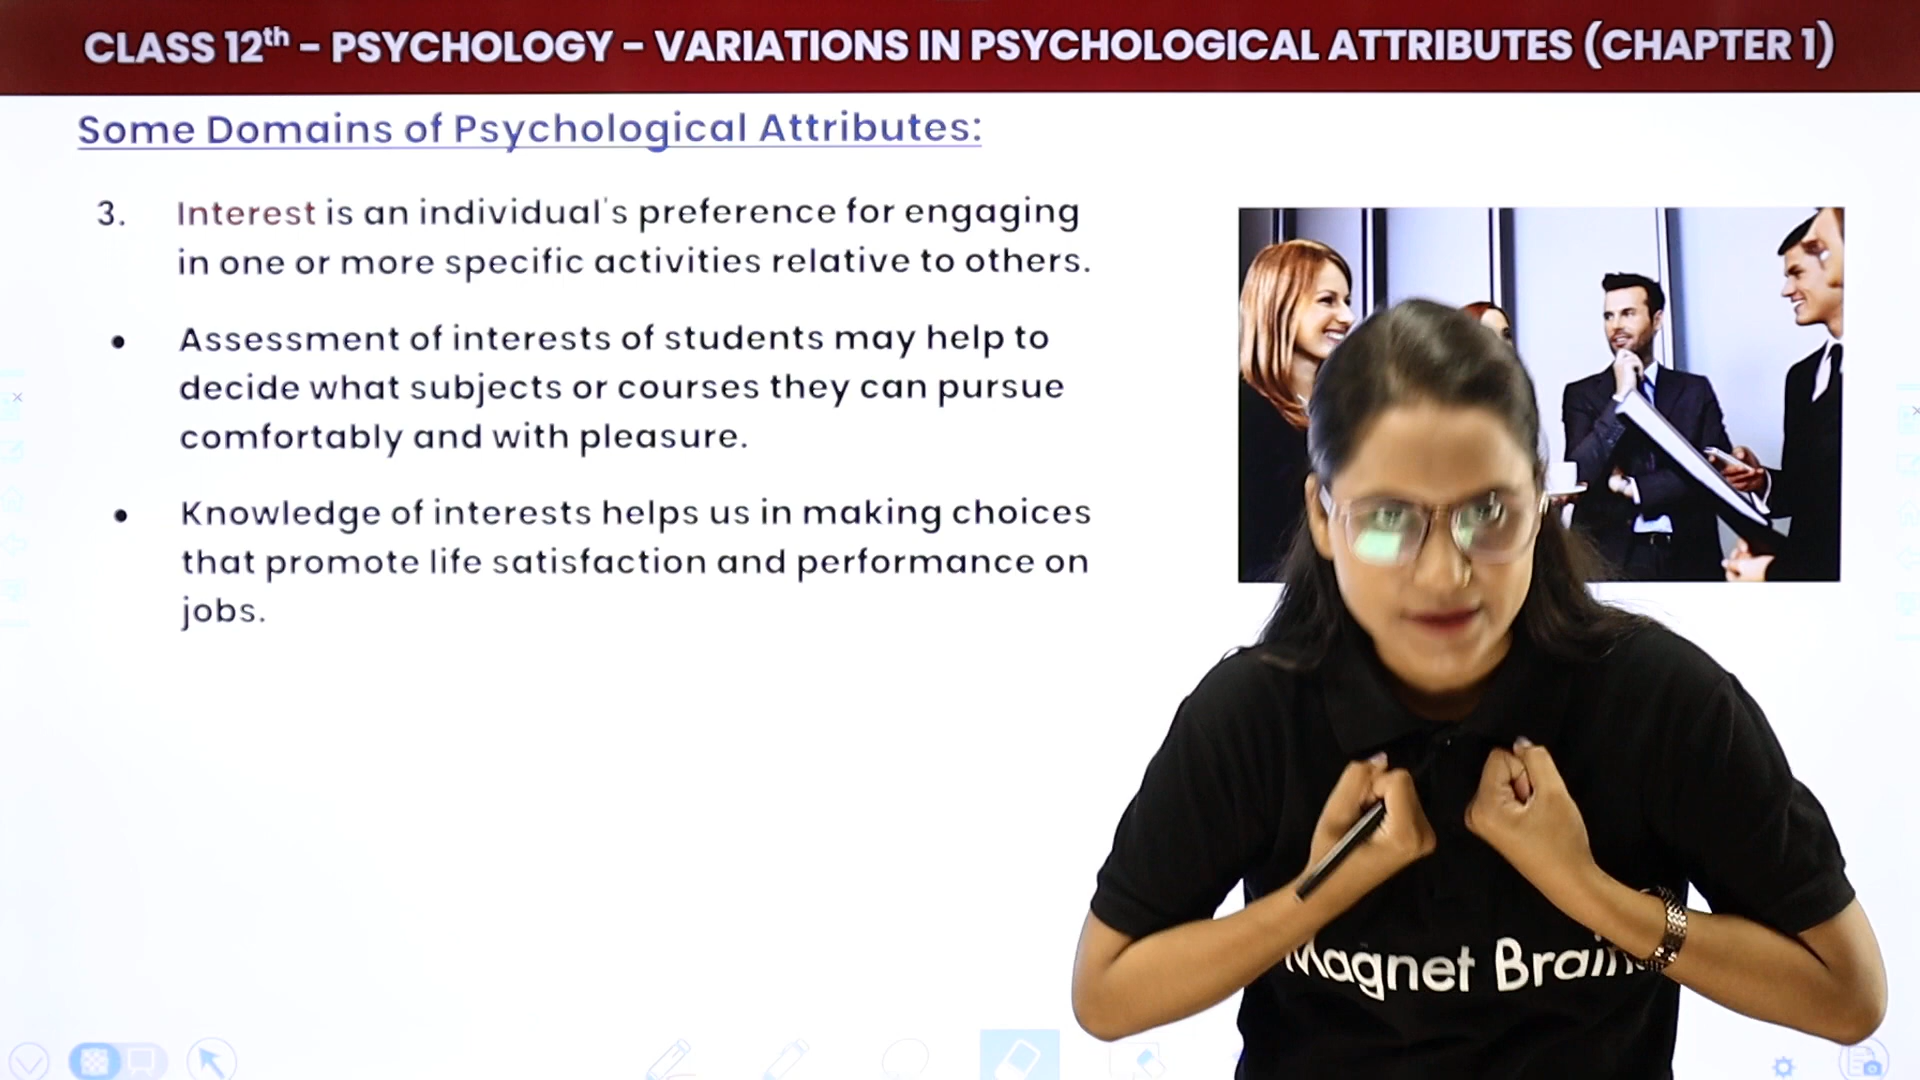 CLASS 12th – PSYCHOLOGY – VARIATIONS IN PSYCHOLOGICAL ATTRIBUTES (CHAPTER 1)
Some Domains of Psychological Attributes:
3. Interest is an individual's preference for engaging
in one or more specific activities relative to others.
• Assessment of interests of students may help to
decide what subjects or courses they can pursue
comfortably and with pleasure.
• Knowledge of interests helps us in making choices
that promote life satisfaction and performance on
jobs.
Magnet Brains